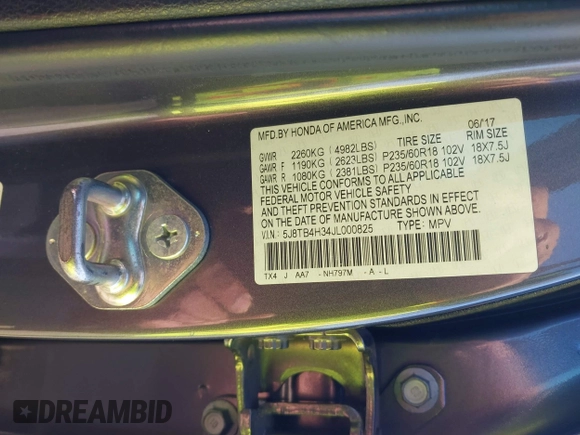 MFD.BY HONDA OF AMERICA MFG.,INC. 06/17
TIRE SIZE RIM SIZE
GVWR 2260KG ( 4982LBS)
GAWR F 1190KG ( 2623LBS) P235/60R18 102V 18X7.5J
GAWR R 1080KG ( 2381LBS) P235/60R18 102V 18X7.5J
THIS VEHICLE CONFORMS TO ALL APPLICABLE
FEDERAL MOTOR VEHICLE SAFETY
AND THEFT PREVENTION STANDARDS IN EFFECT
ON THE DATE OF MANUFACTURE SHOWN ABOVE.
V.I.N.: 5J8TB4H34JL000825 TYPE: MPV
TX4 J AA7 -NH797M -A-L
DREAMBID